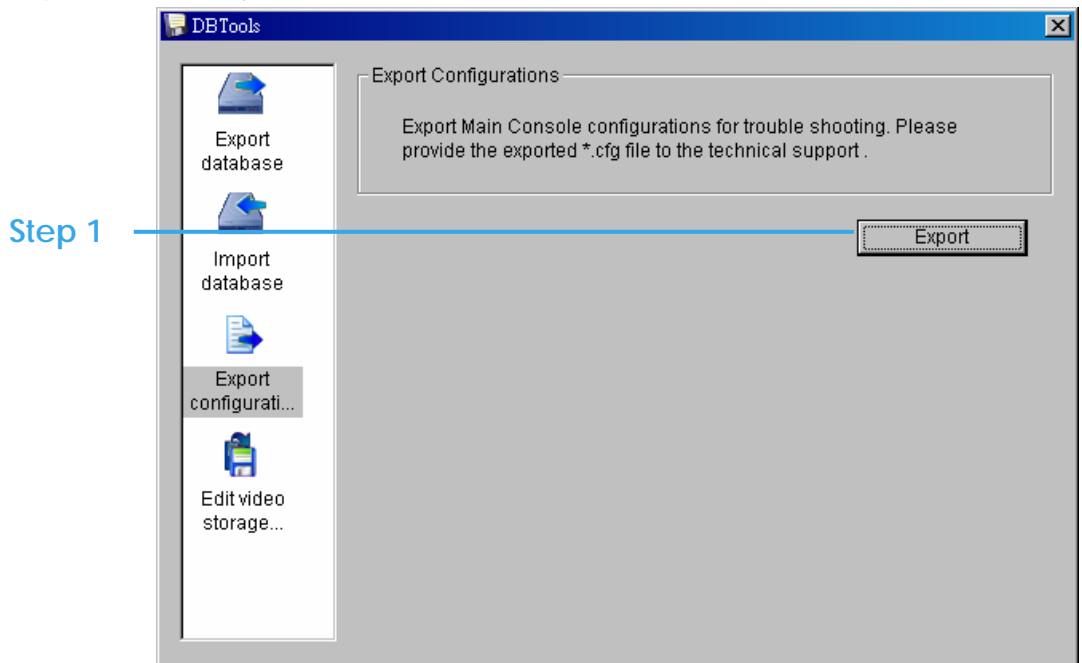 DBTools
Export
database
Import
database
Export
configurati...
Edit video
storage...
Export Configurations
Export Main Console configurations for trouble shooting. Please
provide the exported *.cfg file to the technical support .
Step 1
Export